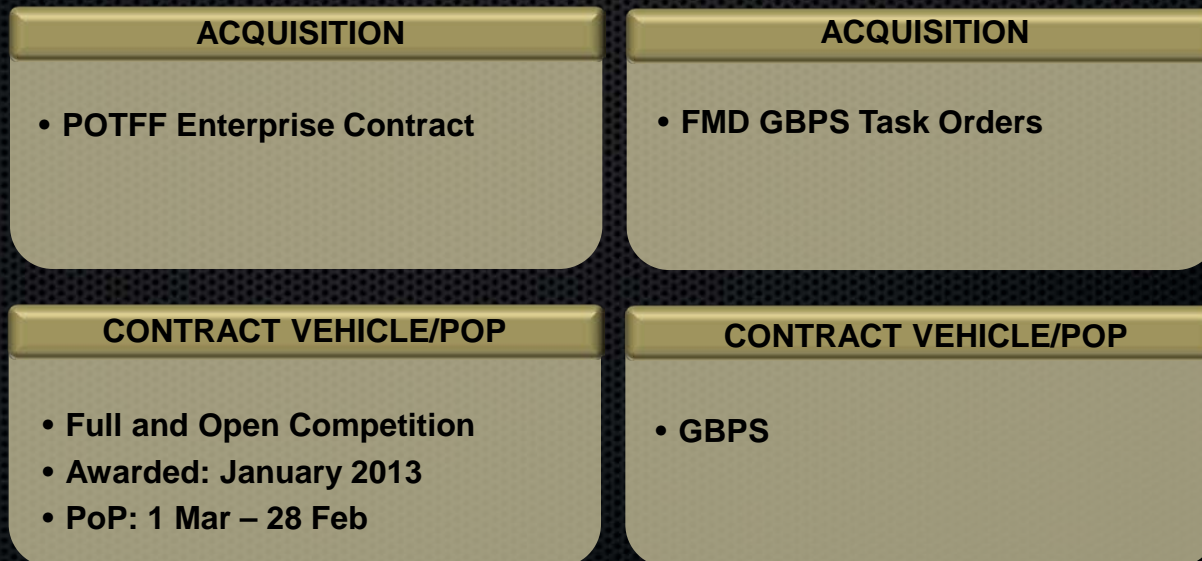 ACQUISITION
• POTFF Enterprise Contract
ACQUISITION
• FMD GBPS Task Orders
CONTRACT VEHICLE/POP
• Full and Open Competition
• Awarded: January 2013
• PoP: 1 Mar – 28 Feb
CONTRACT VEHICLE/POP
• GBPS